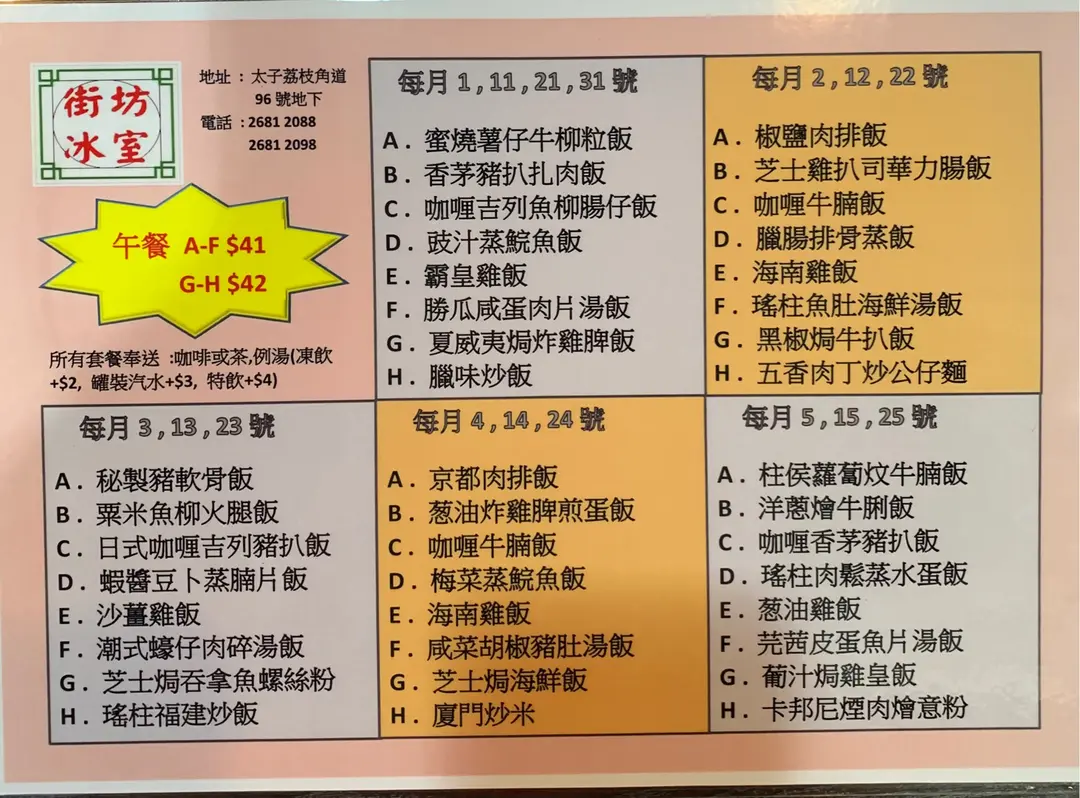 街坊
冰室
地址 : 太子荔枝角道
96 號地下
電話 : 2681 2088
2681 2098
午餐 A-F $41
G-H $42
所有套餐奉送 :咖啡或茶,例湯(凍飲
+$2, 罐裝汽水+$3, 特飲+$4)
每月 1 , 11 , 21 , 31 號
A . 蜜燒薯仔牛柳粒飯
B . 香茅豬扒扎肉飯
C . 咖喱吉列魚柳腸仔飯
D . 豉汁蒸鯇魚飯
E . 霸皇雞飯
F . 勝瓜咸蛋肉片湯飯
G . 夏威夷焗炸雞脾飯
H . 臘味炒飯
每月 2 , 12 , 22 號
A . 椒鹽肉排飯
B . 芝士雞扒司華力腸飯
C . 咖喱牛腩飯
D . 臘腸排骨蒸飯
E . 海南雞飯
F . 瑤柱魚肚海鮮湯飯
G . 黑椒焗牛扒飯
H . 五香肉丁炒公仔麵
每月 3 , 13 , 23 號
A . 秘製豬軟骨飯
B . 粟米魚柳火腿飯
C . 日式咖喱吉列豬扒飯
D . 蝦醬豆卜蒸腩片飯
E . 沙薑雞飯
F . 潮式蠔仔肉碎湯飯
G . 芝士焗吞拿魚螺絲粉
H . 瑤柱福建炒飯
每月 4 , 14 , 24 號
A . 京都肉排飯
B . 葱油炸雞脾煎蛋飯
C . 咖喱牛腩飯
D . 梅菜蒸鯇魚飯
E . 海南雞飯
F . 咸菜胡椒豬肚湯飯
G . 芝士焗海鮮飯
H . 廈門炒米
每月 5 , 15 , 25 號
A . 柱侯蘿蔔炆牛腩飯
B . 洋蔥燴牛脷飯
C . 咖喱香茅豬扒飯
D . 瑤柱肉鬆蒸水蛋飯
E . 葱油雞飯
F . 芫茜皮蛋魚片湯飯
G . 葡汁焗雞皇飯
H . 卡邦尼煙肉燴意粉